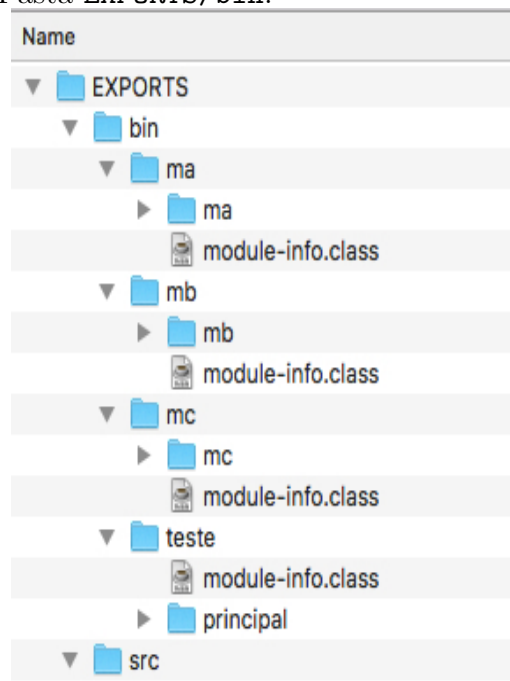 Name
EXPORTS
bin
ma
ma
module-info.class
mb
mb
module-info.class
mc
mc
module-info.class
teste
module-info.class
principal
src